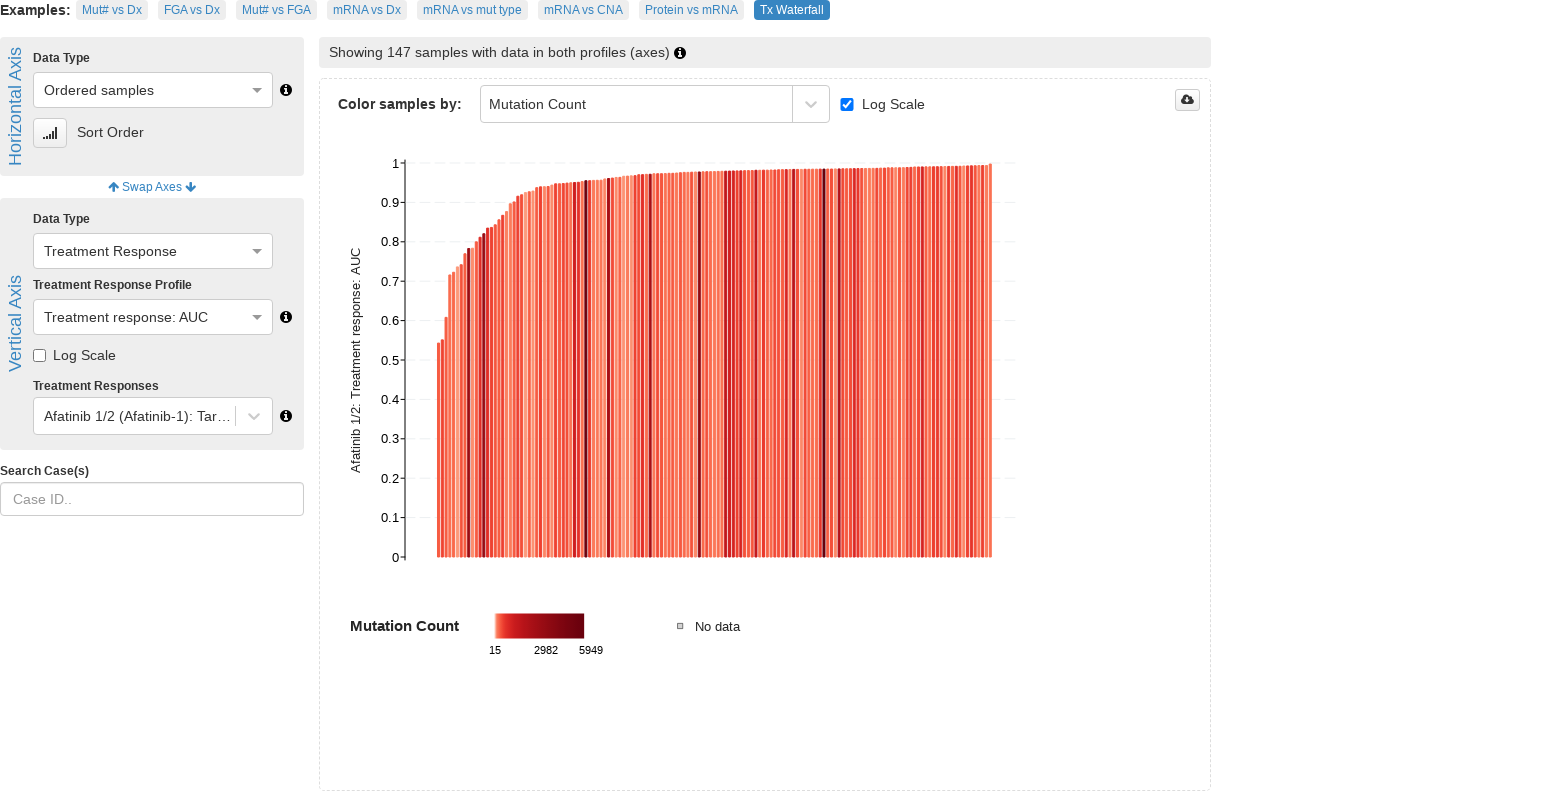 Examples: Mut# vs Dx FGA vs Dx Mut# vs FGA mRNA vs Dx mRNA vs mut type mRNA vs CNA Protein vs mRNA Tx Waterfall
Horizontal Axis
Data Type
Ordered samples
Sort Order
Swap Axes
Vertical Axis
Data Type
Treatment Response
Treatment Response Profile
Treatment response: AUC
Log Scale
Treatment Responses
Afatinib 1/2 (Afatinib-1): Tar…
Search Case(s)
Case ID..
Showing 147 samples with data in both profiles (axes)
Color samples by: Mutation Count Log Scale
Afatinib 1/2: Treatment response: AUC
1
0.9
0.8
0.7
0.6
0.5
0.4
0.3
0.2
0.1
0
Mutation Count No data
15 2982 5949